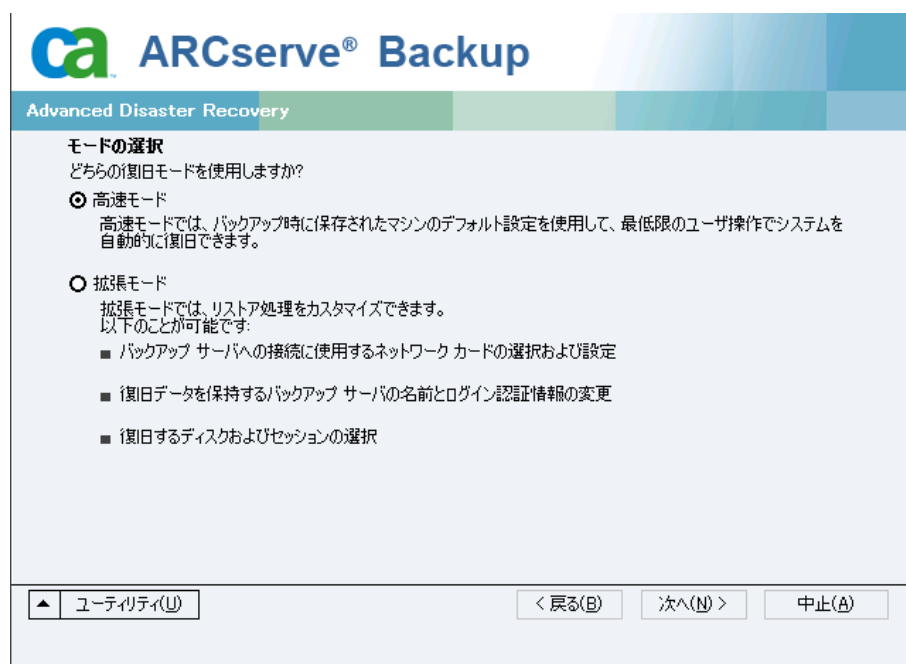 ca ARCserve® Backup
Advanced Disaster Recovery
モードの選択
どちらの復旧モードを使用しますか?
高速モード
高速モードでは、バックアップ時に保存されたマシンのデフォルト設定を使用して、最低限のユーザ操作でシステムを
自動的に復旧できます。
拡張モード
拡張モードでは、リストア処理をカスタマイズできます。
以下のことが可能です:
■ バックアップ サーバへの接続に使用するネットワーク カードの選択および設定
■ 復旧データを保持するバックアップ サーバの名前とログイン認証情報の変更
■ 復旧するディスクおよびセッションの選択
▲ ユーティリティ(U) < 戻る(B) 次へ(N) > 中止(A)